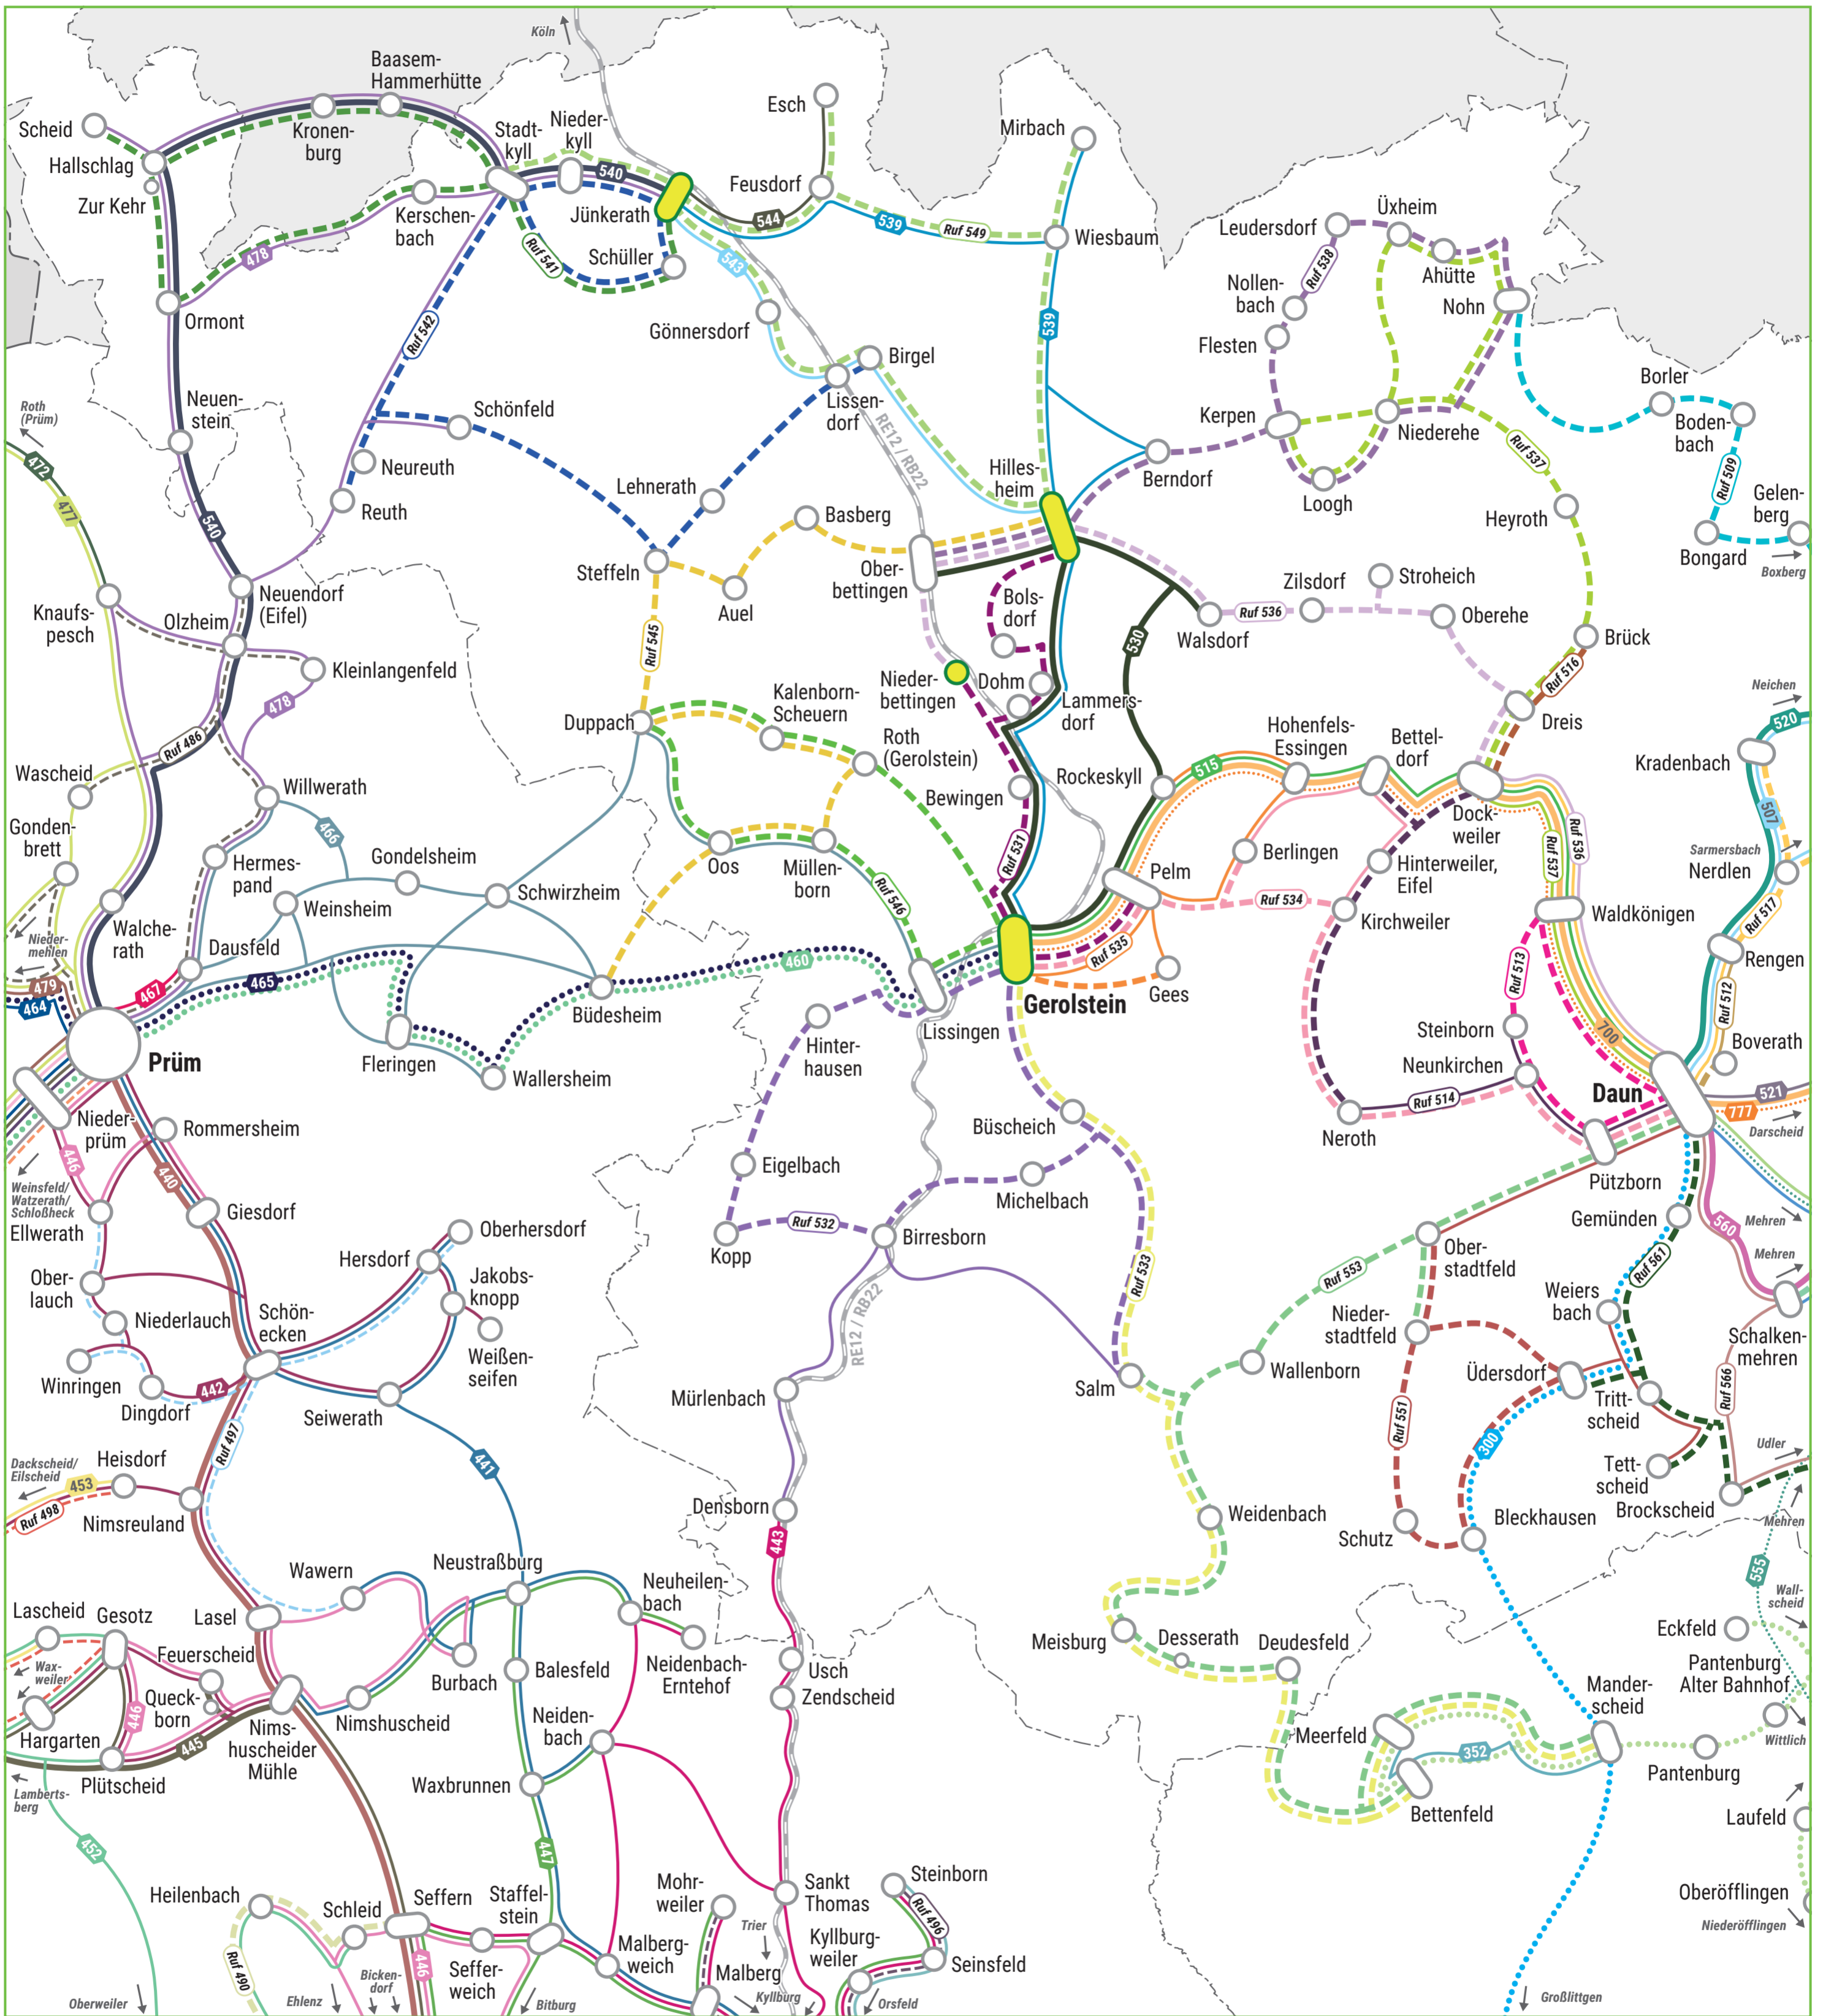 Köln
Baasem-
Hammerhütte
Scheid
Kronen-
burg
Hallschlag
Zur Kehr
Stadt-
kyll
Nieder-
kyll
540
Esch
Mirbach
Feusdorf
Jünkerath
544
539
Ruf 549
Wiesbaum
Kerschen-
bach
478
Ruf 541
Schüller
543
Ormont
Ruf 542
Gönnersdorf
Birgel
539
Lissen-
dorf
RE12 / RB22
Leudersdorf
Üxheim
Ruf 538
Ahütte
Nollen-
bach
Nohn
Flesten
Kerpen
Niederehe
Ruf 537
Loogh
Borler
Boden-
bach
Ruf 509
Gelen-
berg
Bongard
Boxberg
Heyroth
Neuen-
stein
Roth
(Prüm)
472
477
540
Schönfeld
Neureuth
Reuth
Lehnerath
Basberg
Steffeln
Auel
Hilles-
heim
Berndorf
Ober-
bettingen
Bols-
dorf
530
Walsdorf
Ruf 536
Zilsdorf
Stroheich
Oberehe
Brück
Ruf 516
Dreis
Knaufs-
pesch
Olzheim
Neuendorf
(Eifel)
Kleinlangenfeld
478
Ruf 486
Ruf 545
Duppach
Kalenborn-
Scheuern
Roth
(Gerolstein)
Nieder-
bettingen
Dohm
Lammers-
dorf
Bewingen
Rockeskyll
515
Hohenfels-
Essingen
Bettel-
dorf
Dock-
weiler
Neichen
520
Kradenbach
507
Sarmersbach
Nerdlen
Ruf 517
Rengen
Ruf 512
Boverath
Wascheid
Gonden-
brett
Willwerath
466
Hermes-
pand
Gondelsheim
Weinsheim
Schwirzheim
Oos
Müllen-
born
Ruf 546
Ruf 531
Pelm
Berlingen
Hinterweiler,
Eifel
Ruf 534
Kirchweiler
Ruf 535
Gees
Ruf 537
Ruf 536
Waldkönigen
Ruf 513
700
Steinborn
Neunkirchen
Walche-
rath
Dausfeld
Nieder-
mehlen
479
464
467
465
460
Büdesheim
Fleringen
Wallersheim
Prüm
Lissingen
Gerolstein
Hinter-
hausen
Daun
521
777
Darscheid
Neroth
Ruf 514
Pützborn
Nieder-
prüm
446
Rommersheim
440
Weinsfeld/
Watzerath/
Schloßheck
Ellwerath
Giesdorf
Büscheich
Eigelbach
Michelbach
Kopp
Ruf 532
Birresborn
Ruf 533
RE12 / RB22
Gemünden
Ruf 561
560
Mehren
Mehren
Ober-
stadtfeld
Ruf 553
Weiers
bach
Schalken-
mehren
Ober-
lauch
Niederlauch
Winringen
Dingdorf
442
Schön-
ecken
Hersdorf
Oberhersdorf
Jakobs-
knopp
Weißen-
seifen
Seiwerath
Ruf 497
441
Mürlenbach
Salm
Wallenborn
Nieder-
stadtfeld
Üdersdorf
Tritt-
scheid
Ruf 566
Ruf 551
300
Tett-
scheid
Udler
Brockscheid
Dackscheid/
Eilscheid
453
Heisdorf
Ruf 498
Nimsreuland
Densborn
443
Weidenbach
Schutz
Bleckhausen
Mehren
555
Wall-
scheid
Wawern
Neustraßburg
Neuheilen-
bach
Lascheid
Gesotz
Lasel
Feuerscheid
Wax-
weiler
Queck-
born
446
Hargarten
Plütscheid
445
Nims-
huscheider
Mühle
Nimshuscheid
Burbach
Balesfeld
Neidenbach-
Erntehof
Neiden-
bach
Waxbrunnen
Usch
Zendscheid
Meisburg
Desserath
Deudesfeld
Eckfeld
Pantenburg
Alter Bahnhof
Wittlich
Mander-
scheid
Meerfeld
352
Bettenfeld
Pantenburg
Laufeld
Oberöfflingen
Niederöfflingen
Lamberts-
berg
452
447
Heilenbach
Schleid
Seffern
Staffel-
stein
Ruf 490
446
Seffer-
weich
Malberg-
weich
Mohr-
weiler
Malberg
Trier
Sankt
Thomas
Steinborn
Ruf 496
Kyllburg-
weiler
Seinsfeld
Oberweiler
Ehlenz
Bicken-
dorf
Bitburg
Kyllburg
Orsfeld
Großlittgen